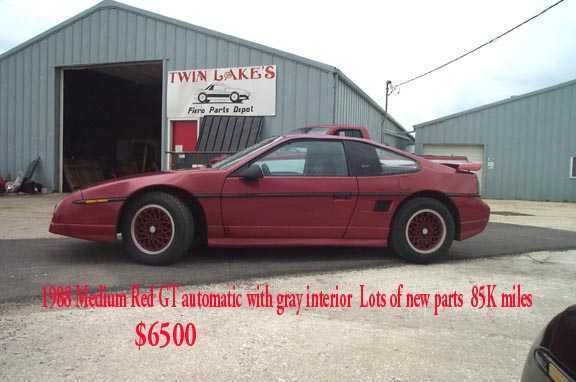 TWIN LAKE'S
Fiero Parts Depot
1988 Medium Red GT automatic with gray interior Lots of new parts 85K miles
$6500